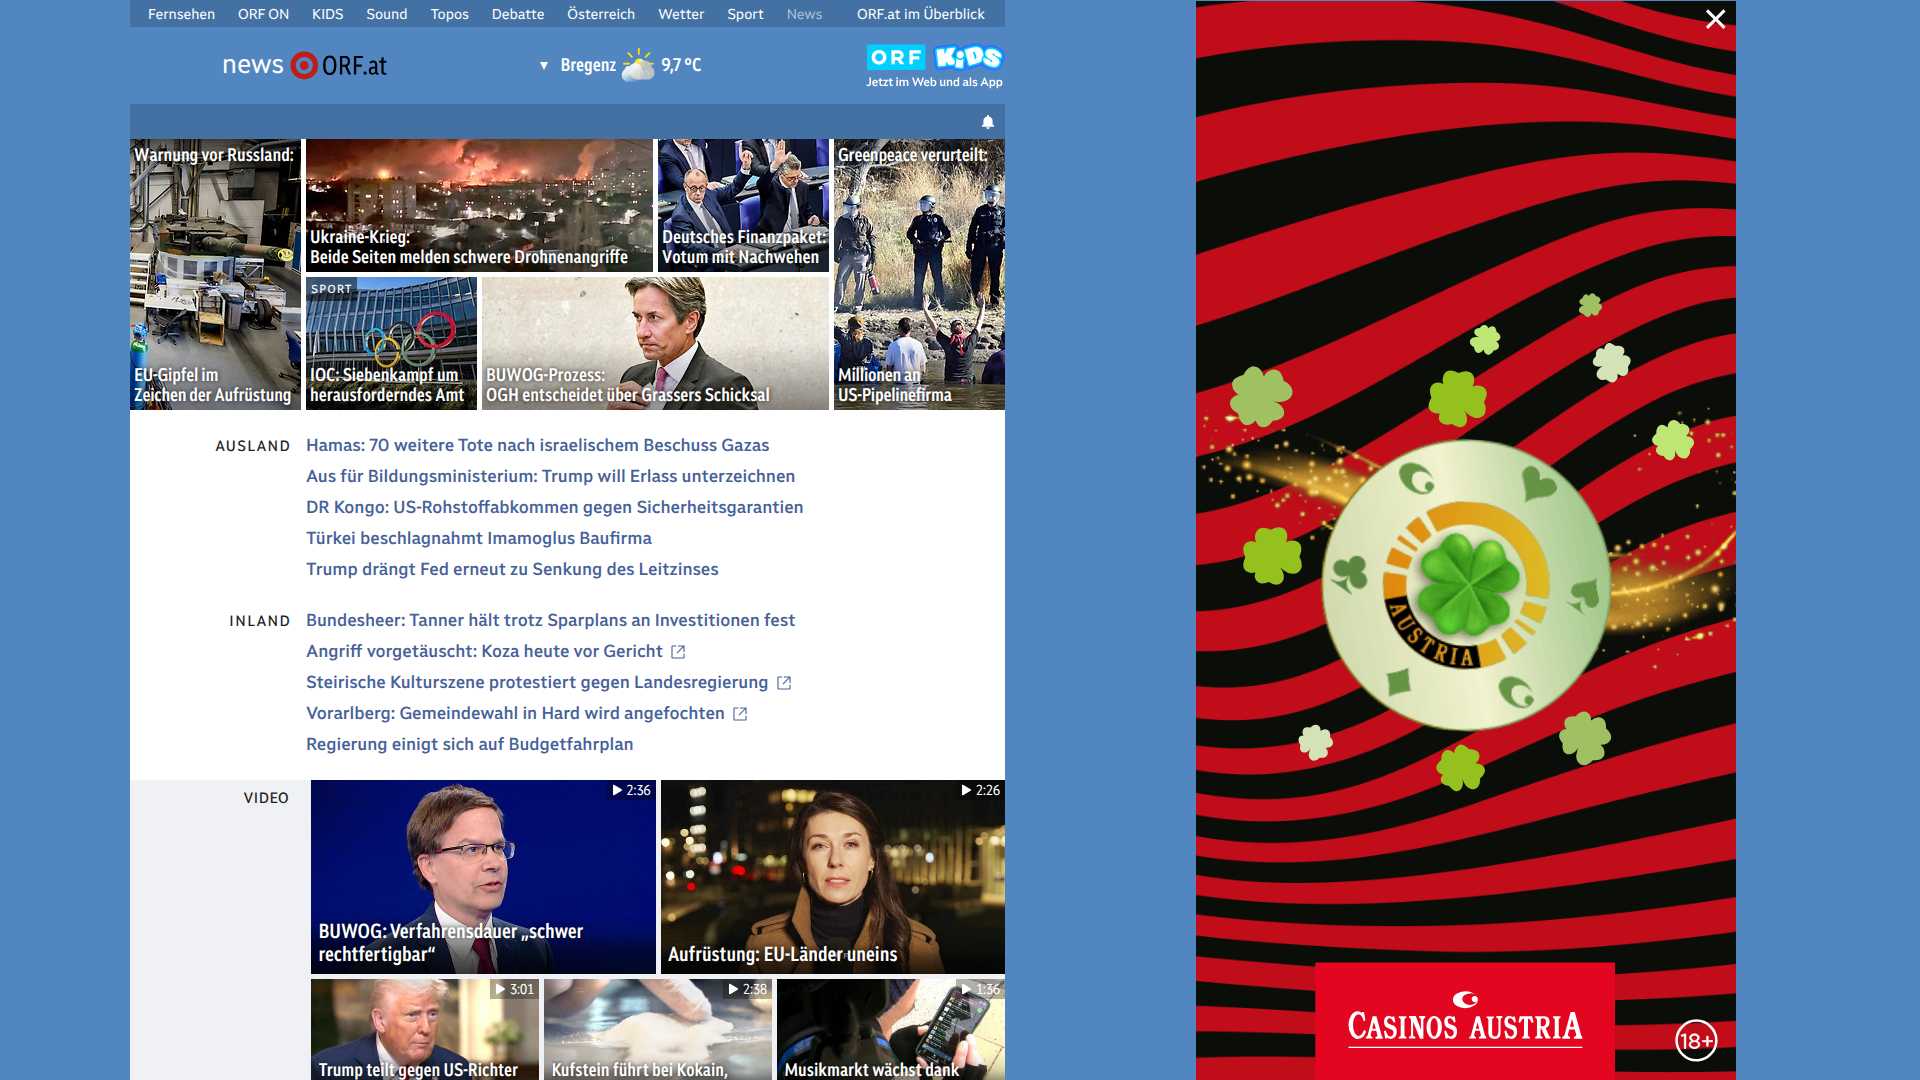 Fernsehen ORF ON KIDS Sound Topos Debatte Österreich Wetter Sport News ORF.at im Überblick
news ORF.at
▼ Bregenz 9,7 °C
ORF KiDS
Jetzt im Web und als App
Warnung vor Russland:
EU-Gipfel im
Zeichen der Aufrüstung
Ukraine-Krieg:
Beide Seiten melden schwere Drohnenangriffe
Deutsches Finanzpaket:
Votum mit Nachwehen
Greenpeace verurteilt:
Millionen an
US-Pipelinefirma
SPORT
IOC: Siebenkampf um
herausforderndes Amt
BUWOG-Prozess:
OGH entscheidet über Grassers Schicksal
AUSLAND
Hamas: 70 weitere Tote nach israelischem Beschuss Gazas
Aus für Bildungsministerium: Trump will Erlass unterzeichnen
DR Kongo: US-Rohstoffabkommen gegen Sicherheitsgarantien
Türkei beschlagnahmt Imamoglus Baufirma
Trump drängt Fed erneut zu Senkung des Leitzinses
INLAND
Bundesheer: Tanner hält trotz Sparplans an Investitionen fest
Angriff vorgetäuscht: Koza heute vor Gericht
Steirische Kulturszene protestiert gegen Landesregierung
Vorarlberg: Gemeindewahl in Hard wird angefochten
Regierung einigt sich auf Budgetfahrplan
VIDEO
2:36
BUWOG: Verfahrensdauer „schwer
rechtfertigbar“
2:26
Aufrüstung: EU-Länder uneins
3:01
Trump teilt gegen US-Richter
2:38
Kufstein führt bei Kokain,
1:36
Musikmarkt wächst dank
AUSTRIA
CASINOS AUSTRIA
18+